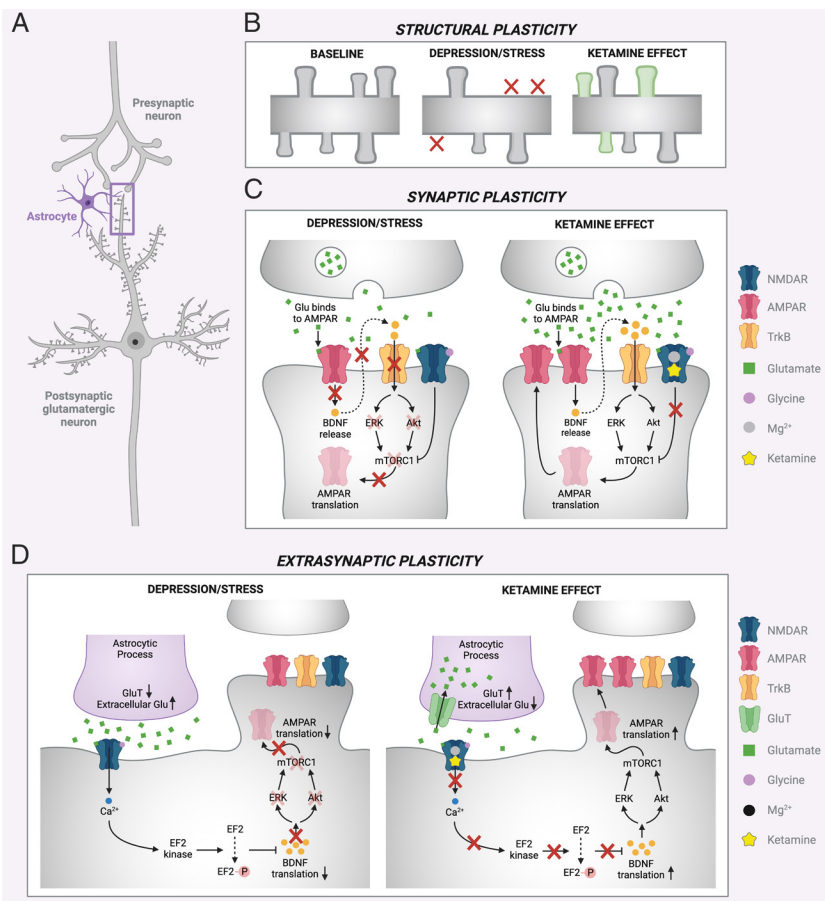 A
Presynaptic
neuron
Astrocyte
Postsynaptic
glutamatergic
neuron
B
STRUCTURAL PLASTICITY
BASELINE
DEPRESSION/STRESS
KETAMINE EFFECT
C
SYNAPTIC PLASTICITY
DEPRESSION/STRESS
Glu binds
to AMPAR
BDNF
release
ERK
Akt
mTORC1
AMPAR
translation
KETAMINE EFFECT
Glu binds
to AMPAR
BDNF
release
ERK
Akt
mTORC1
AMPAR
translation
NMDAR
AMPAR
TrkB
Glutamate
Glycine
Mg²⁺
Ketamine
D
EXTRASYNAPTIC PLASTICITY
DEPRESSION/STRESS
Astrocytic
Process
GluT
Extracellular Glu
AMPAR
translation
mTORC1
ERK
Akt
Ca²⁺
EF2
kinase
EF2
EF2 P
BDNF
translation
KETAMINE EFFECT
Astrocytic
Process
GluT
Extracellular Glu
AMPAR
translation
mTORC1
ERK
Akt
Ca²⁺
EF2
kinase
EF2
EF2 P
BDNF
translation
NMDAR
AMPAR
TrkB
GluT
Glutamate
Glycine
Mg²⁺
Ketamine